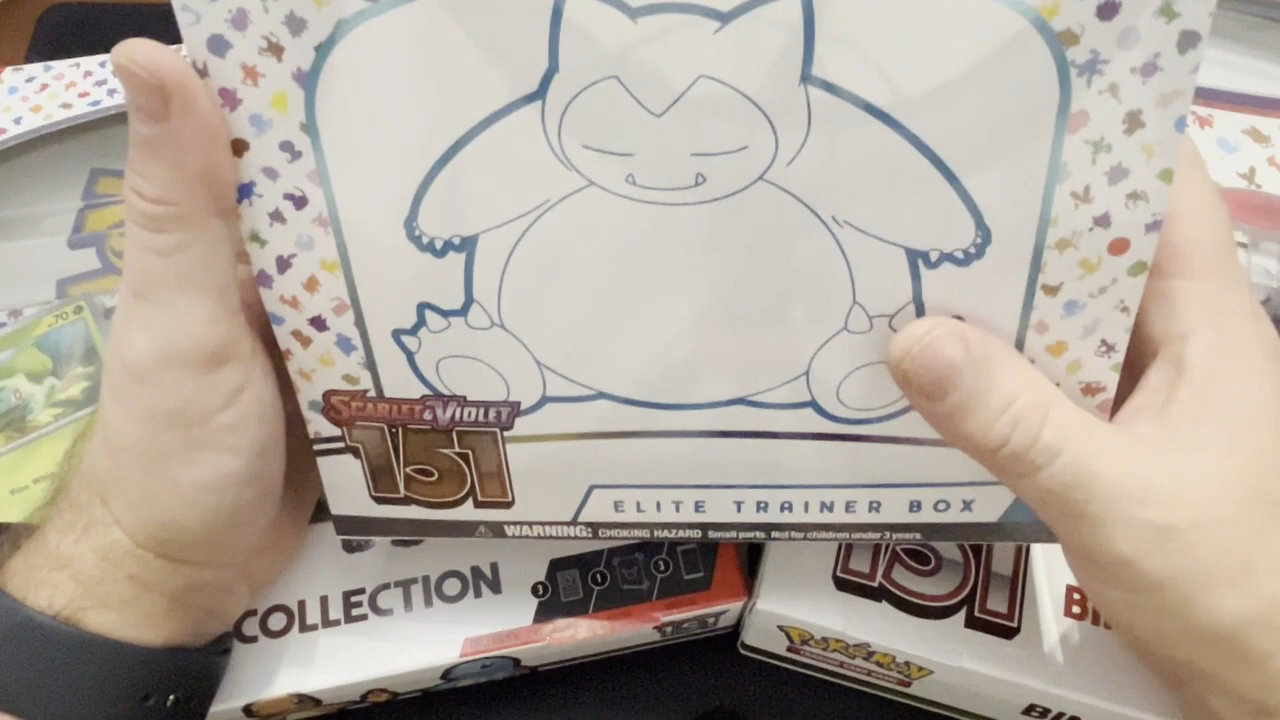 70
SCARLET & VIOLET
151
ELITE TRAINER BOX
WARNING: CHOKING HAZARD Small parts. Not for children under 3 years.
COLLECTION
3
1
3
151
151
POKÉMON
TRADING CARD GAME